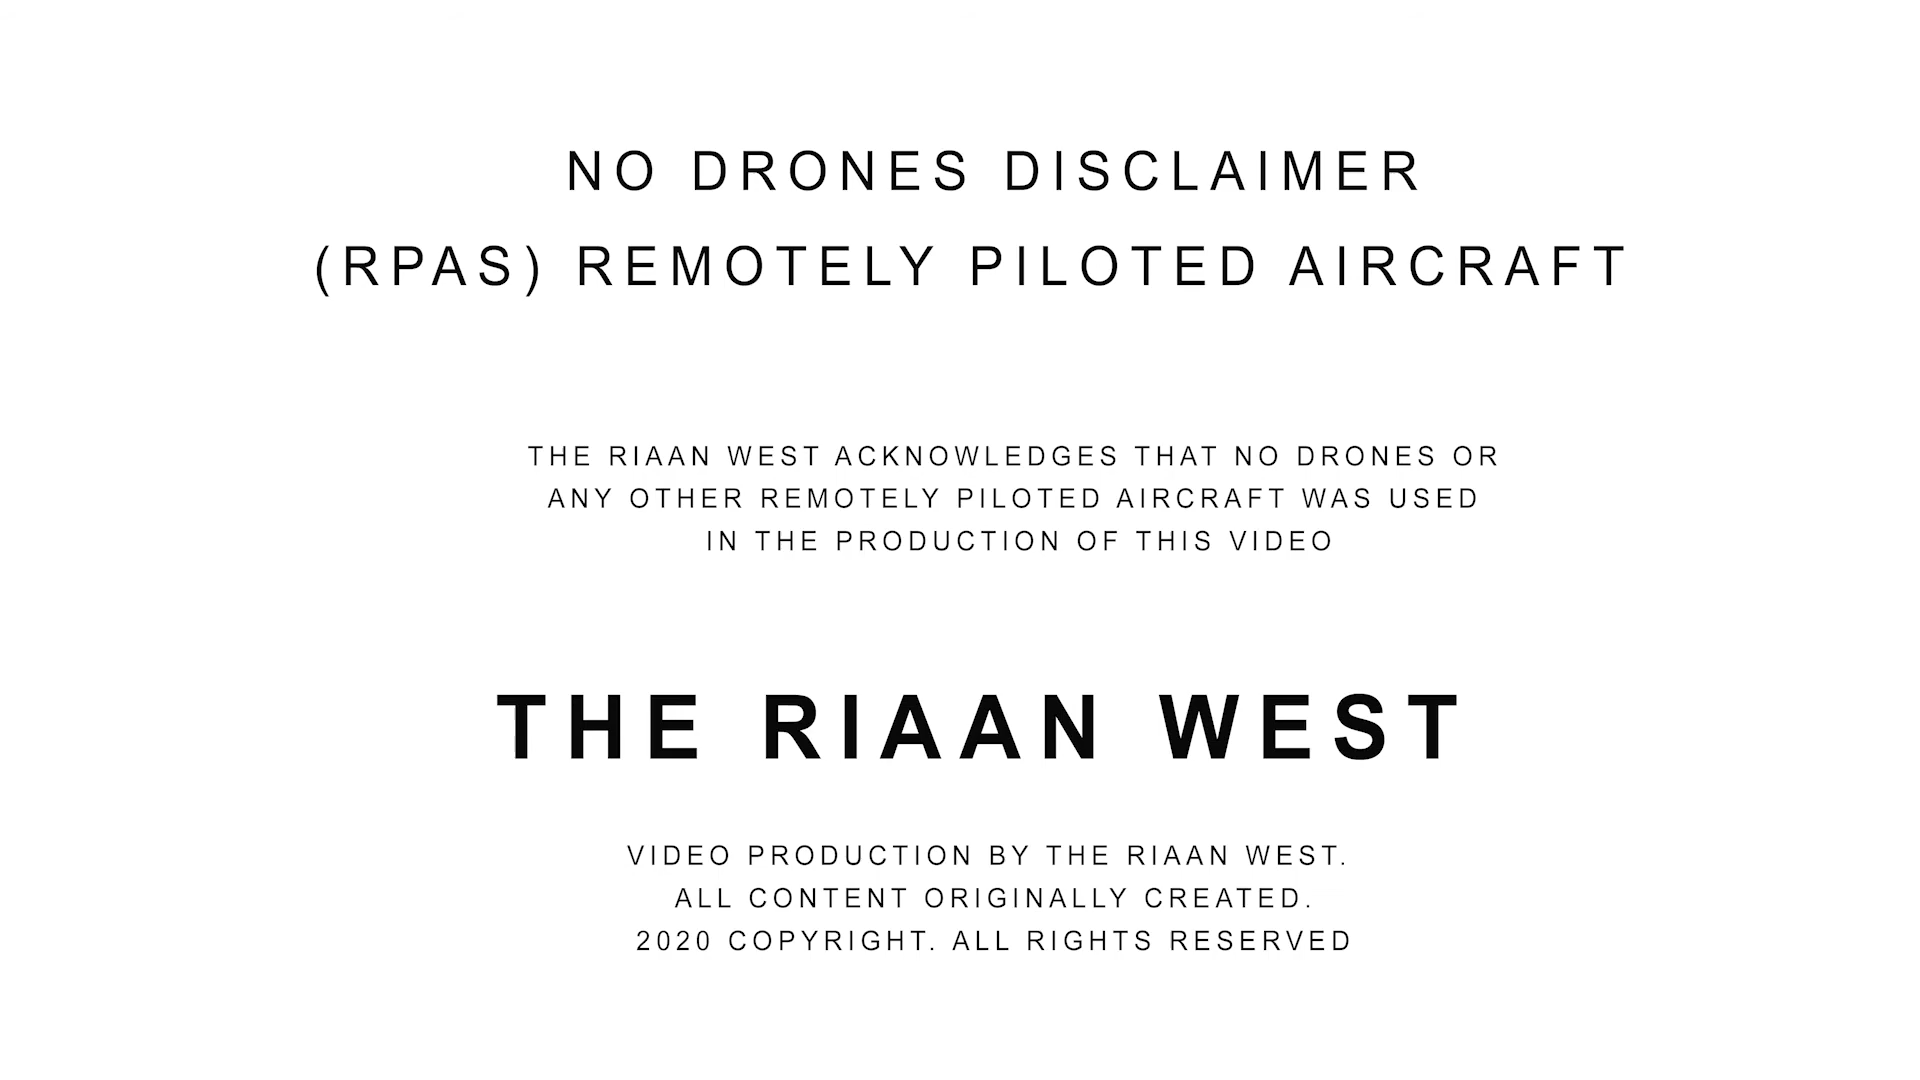 NO DRONES DISCLAIMER
(RPAS) REMOTELY PILOTED AIRCRAFT
THE RIAAN WEST ACKNOWLEDGES THAT NO DRONES OR
ANY OTHER REMOTELY PILOTED AIRCRAFT WAS USED
IN THE PRODUCTION OF THIS VIDEO
THE RIAAN WEST
VIDEO PRODUCTION BY THE RIAAN WEST.
ALL CONTENT ORIGINALLY CREATED.
2020 COPYRIGHT. ALL RIGHTS RESERVED